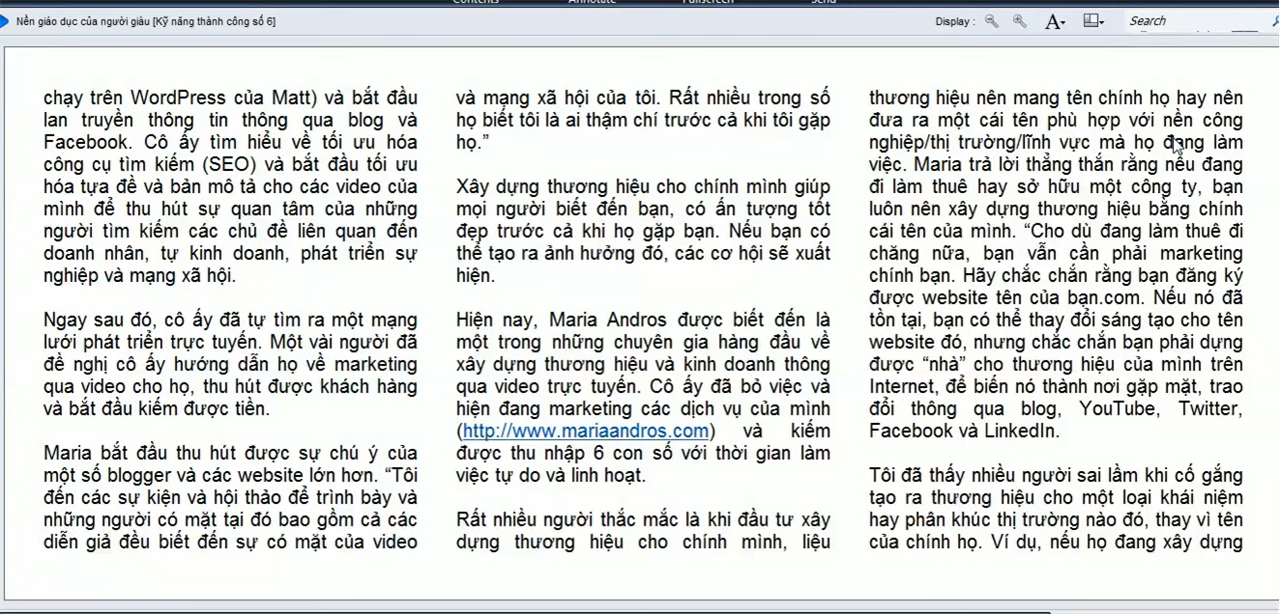 Contents Annotate Fullscreen Send
Nền giáo dục của người giàu [Kỹ năng thành công số 6]
Display :
A
Search
chạy trên WordPress của Matt) và bắt đầu
lan truyền thông tin thông qua blog và
Facebook. Cô ấy tìm hiểu về tối ưu hóa
công cụ tìm kiếm (SEO) và bắt đầu tối ưu
hóa tựa đề và bản mô tả cho các video của
mình để thu hút sự quan tâm của những
người tìm kiếm các chủ đề liên quan đến
doanh nhân, tự kinh doanh, phát triển sự
nghiệp và mạng xã hội.
Ngay sau đó, cô ấy đã tự tìm ra một mạng
lưới phát triển trực tuyến. Một vài người đã
đề nghị cô ấy hướng dẫn họ về marketing
qua video cho họ, thu hút được khách hàng
và bắt đầu kiếm được tiền.
Maria bắt đầu thu hút được sự chú ý của
một số blogger và các website lớn hơn. “Tôi
đến các sự kiện và hội thảo để trình bày và
những người có mặt tại đó bao gồm cả các
diễn giả đều biết đến sự có mặt của video
và mạng xã hội của tôi. Rất nhiều trong số
họ biết tôi là ai thậm chí trước cả khi tôi gặp
họ.”
Xây dựng thương hiệu cho chính mình giúp
mọi người biết đến bạn, có ấn tượng tốt
đẹp trước cả khi họ gặp bạn. Nếu bạn có
thể tạo ra ảnh hưởng đó, các cơ hội sẽ xuất
hiện.
Hiện nay, Maria Andros được biết đến là
một trong những chuyên gia hàng đầu về
xây dựng thương hiệu và kinh doanh thông
qua video trực tuyến. Cô ấy đã bỏ việc và
hiện đang marketing các dịch vụ của mình
(http://www.mariaandros.com) và kiếm
được thu nhập 6 con số với thời gian làm
việc tự do và linh hoạt.
Rất nhiều người thắc mắc là khi đầu tư xây
dựng thương hiệu cho chính mình, liệu
thương hiệu nên mang tên chính họ hay nên
đưa ra một cái tên phù hợp với nền công
nghiệp/thị trường/lĩnh vực mà họ đang làm
việc. Maria trả lời thẳng thắn rằng nếu đang
đi làm thuê hay sở hữu một công ty, bạn
luôn nên xây dựng thương hiệu bằng chính
cái tên của mình. “Cho dù đang làm thuê đi
chăng nữa, bạn vẫn cần phải marketing
chính bạn. Hãy chắc chắn rằng bạn đăng ký
được website tên của bạn.com. Nếu nó đã
tồn tại, bạn có thể thay đổi sáng tạo cho tên
website đó, nhưng chắc chắn bạn phải dựng
được “nhà” cho thương hiệu của mình trên
Internet, để biến nó thành nơi gặp mặt, trao
đổi thông qua blog, YouTube, Twitter,
Facebook và LinkedIn.
Tôi đã thấy nhiều người sai lầm khi cố gắng
tạo ra thương hiệu cho một loại khái niệm
hay phân khúc thị trường nào đó, thay vì tên
của chính họ. Ví dụ, nếu họ đang xây dựng